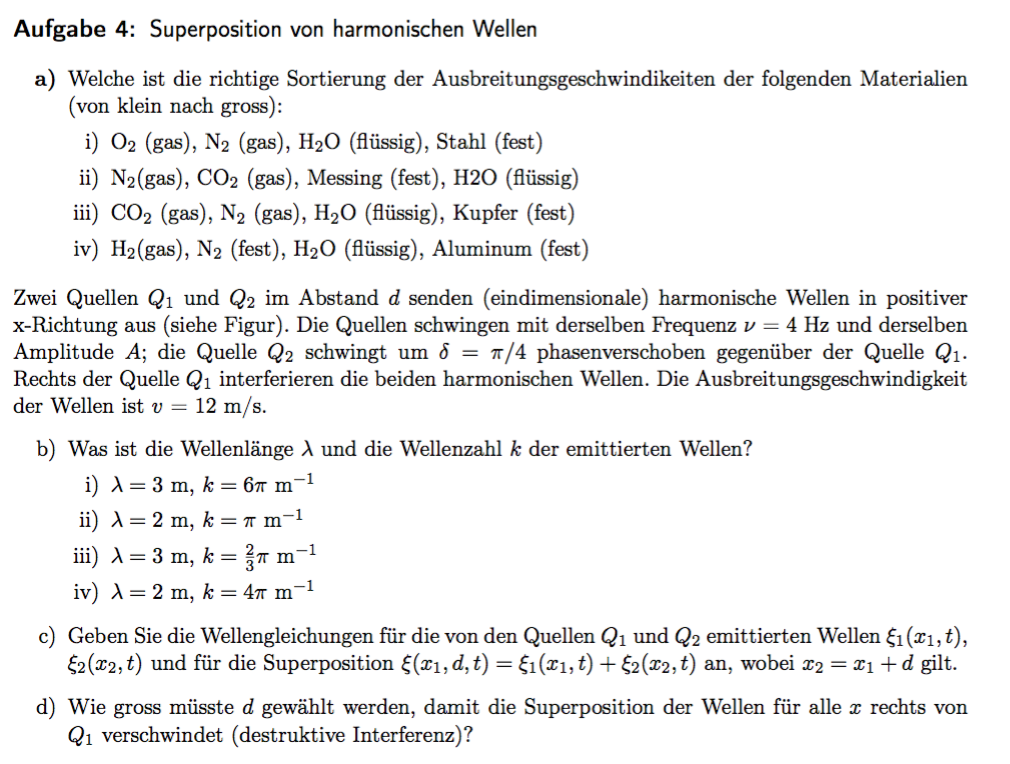 Aufgabe 4: Superposition von harmonischen Wellen
a) Welche ist die richtige Sortierung der Ausbreitungsgeschwindikeiten der folgenden Materialien
(von klein nach gross):
i) O₂ (gas), N₂ (gas), H₂O (flüssig), Stahl (fest)
ii) N₂(gas), CO₂ (gas), Messing (fest), H2O (flüssig)
iii) CO₂ (gas), N₂ (gas), H₂O (flüssig), Kupfer (fest)
iv) H₂(gas), N₂ (fest), H₂O (flüssig), Aluminum (fest)
Zwei Quellen Q₁ und Q₂ im Abstand d senden (eindimensionale) harmonische Wellen in positiver
x-Richtung aus (siehe Figur). Die Quellen schwingen mit derselben Frequenz ν = 4 Hz und derselben
Amplitude A; die Quelle Q₂ schwingt um δ = π/4 phasenverschoben gegenüber der Quelle Q₁.
Rechts der Quelle Q₁ interferieren die beiden harmonischen Wellen. Die Ausbreitungsgeschwindigkeit
der Wellen ist v = 12 m/s.
b) Was ist die Wellenlänge λ und die Wellenzahl k der emittierten Wellen?
i) λ = 3 m, k = 6π m⁻¹
ii) λ = 2 m, k = π m⁻¹
iii) λ = 3 m, k = 2/3 π m⁻¹
iv) λ = 2 m, k = 4π m⁻¹
c) Geben Sie die Wellengleichungen für die von den Quellen Q₁ und Q₂ emittierten Wellen ξ₁(x₁, t),
ξ₂(x₂, t) und für die Superposition ξ(x₁, d, t) = ξ₁(x₁, t) + ξ₂(x₂, t) an, wobei x₂ = x₁ + d gilt.
d) Wie gross müsste d gewählt werden, damit die Superposition der Wellen für alle x rechts von
Q₁ verschwindet (destruktive Interferenz)?